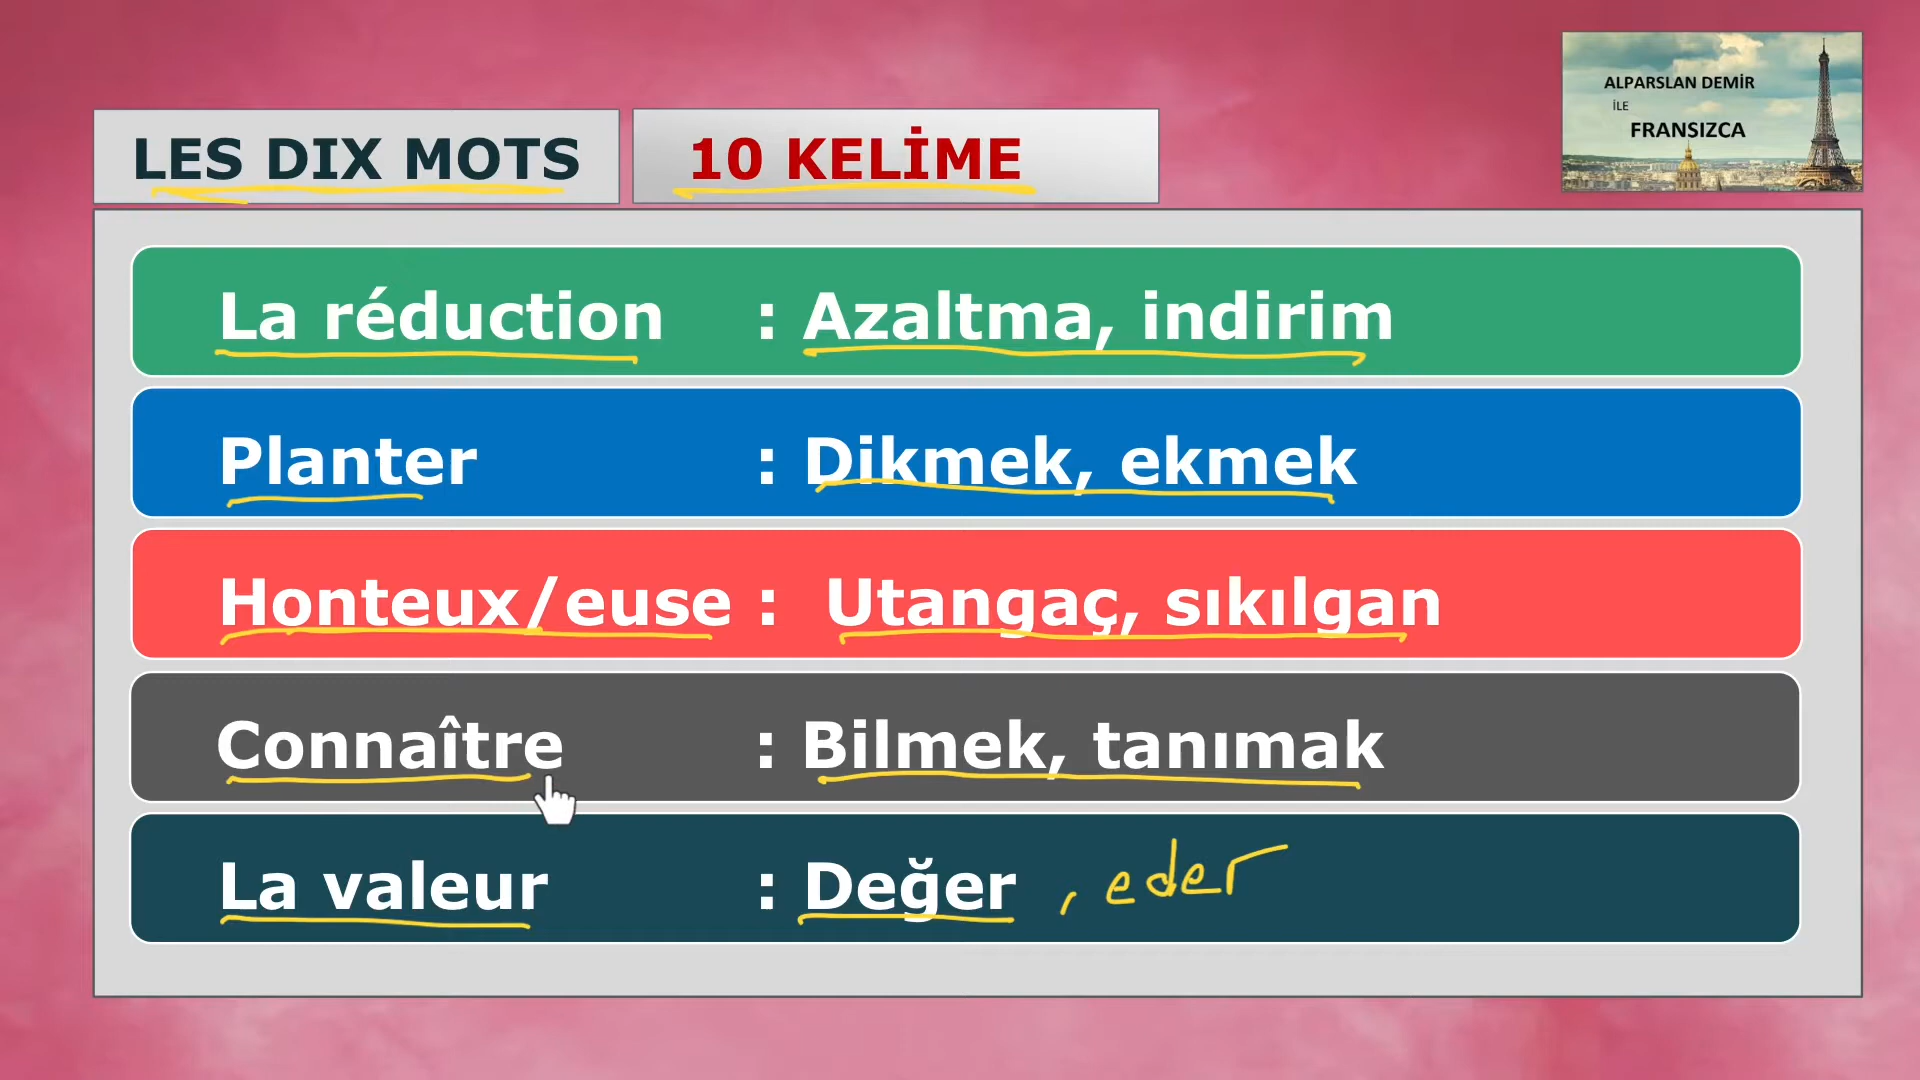 ALPARSLAN DEMİR
İLE
FRANSIZCA
LES DIX MOTS
10 KELİME
La réduction : Azaltma, indirim
Planter : Dikmek, ekmek
Honteux/euse : Utangaç, sıkılgan
Connaître : Bilmek, tanımak
La valeur : Değer , eder